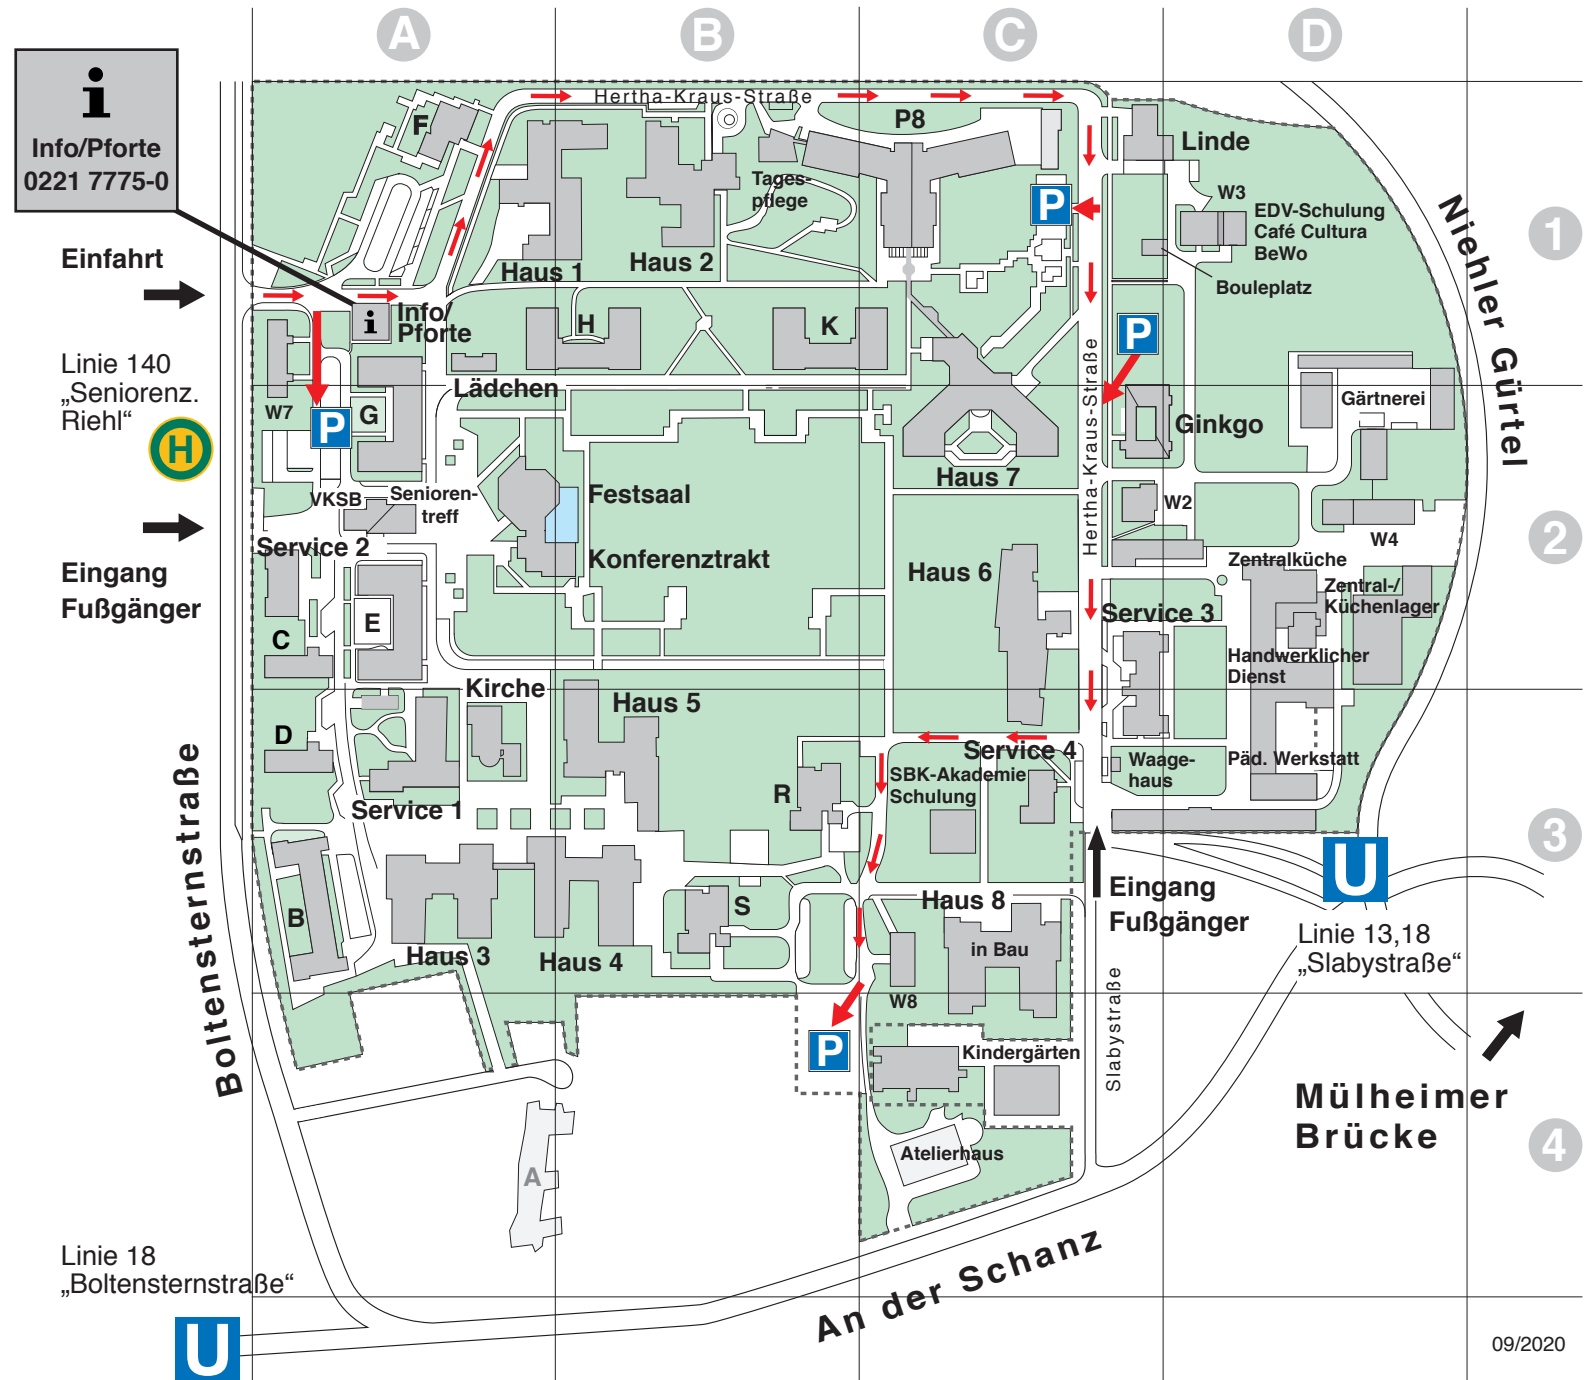 A
B
C
D
i
Info/Pforte
0221 7775-0
Hertha-Kraus-Straße
F
P8
Linde
W3
EDV-Schulung
Café Cultura
BeWo
Tages-
pflege
P
Niehler Gürtel
1
Einfahrt
Haus 1
Haus 2
Bouleplatz
i
Info/
Pforte
H
K
P
Hertha-Kraus-Straße
Linie 140
„Seniorenz.
Riehl“
H
Lädchen
W7
P
G
Gärtnerei
Ginkgo
Haus 7
VKSB
Senioren-
treff
Festsaal
W2
W4
2
Service 2
Konferenztrakt
Haus 6
Zentralküche
Eingang
Fußgänger
Zentral-/
Küchenlager
Service 3
E
C
Handwerklicher
Dienst
Kirche
Haus 5
D
Service 4
SBK-Akademie
Schulung
Waage-
haus
Päd. Werkstatt
Boltensternstraße
Service 1
R
3
U
Eingang
Fußgänger
Haus 8
S
B
in Bau
Linie 13,18
„Slabystraße“
Haus 3
Haus 4
W8
Slabystraße
P
Kindergärten
Mülheimer
Brücke
Atelierhaus
4
A
An der Schanz
Linie 18
„Boltensternstraße“
U
09/2020